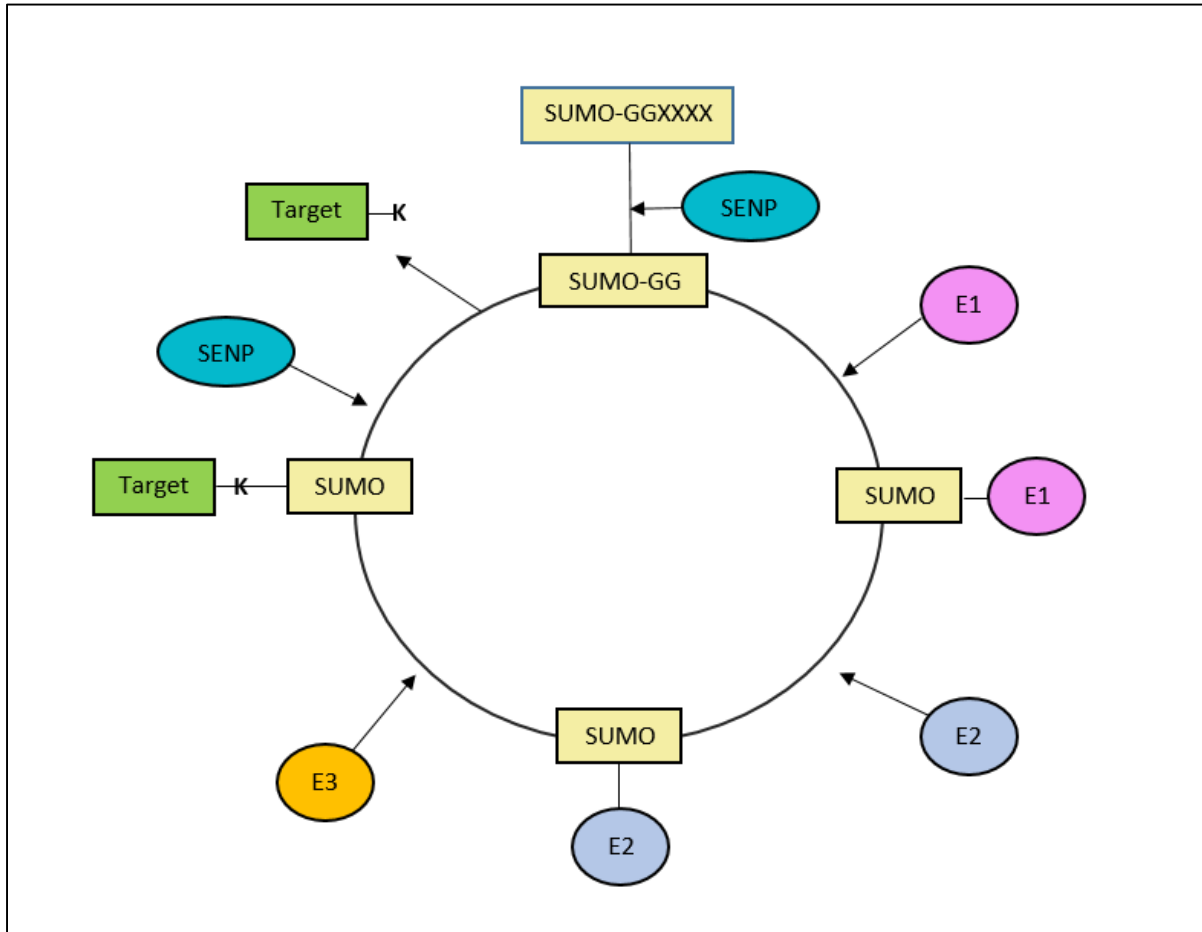 SUMO-GGXXXX
Target
K
SENP
SUMO-GG
E1
SENP
Target
K
SUMO
SUMO
E1
SUMO
E2
E3
E2